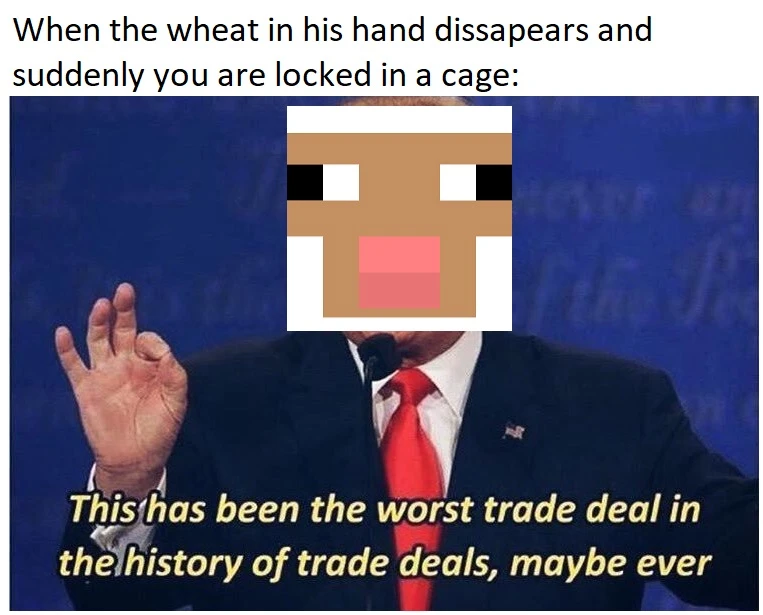 When the wheat in his hand dissapears and
suddenly you are locked in a cage:
This has been the worst trade deal in
the history of trade deals, maybe ever